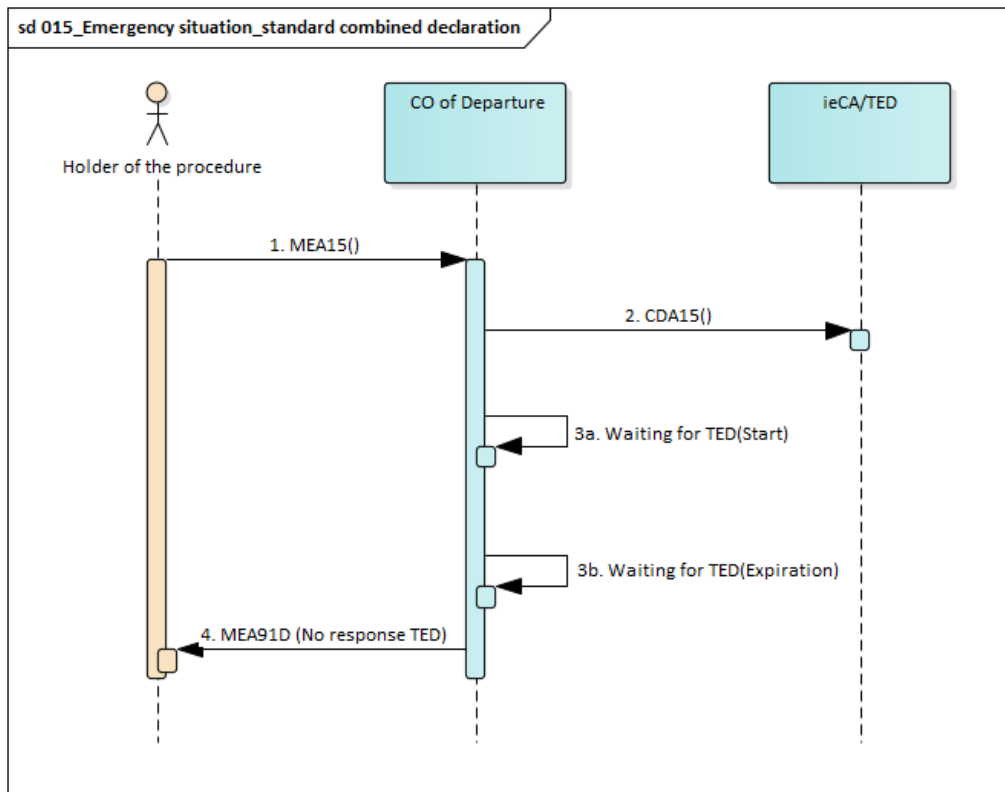 sd 015_Emergency situation_standard combined declaration
CO of Departure
ieCA/TED
Holder of the procedure
1. MEA15()
2. CDA15()
3a. Waiting for TED(Start)
3b. Waiting for TED(Expiration)
4. MEA91D (No response TED)